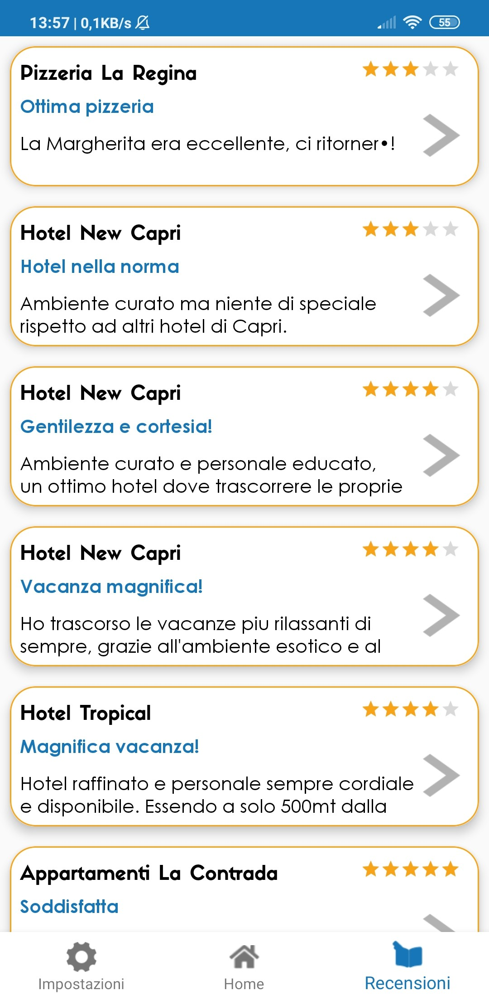 13:57 | 0,1KB/s
55
Pizzeria La Regina
Ottima pizzeria
La Margherita era eccellente, ci ritorner•!
Hotel New Capri
Hotel nella norma
Ambiente curato ma niente di speciale
rispetto ad altri hotel di Capri.
Hotel New Capri
Gentilezza e cortesia!
Ambiente curato e personale educato,
un ottimo hotel dove trascorrere le proprie
Hotel New Capri
Vacanza magnifica!
Ho trascorso le vacanze piu rilassanti di
sempre, grazie all'ambiente esotico e al
Hotel Tropical
Magnifica vacanza!
Hotel raffinato e personale sempre cordiale
e disponibile. Essendo a solo 500mt dalla
Appartamenti La Contrada
Soddisfatta
Impostazioni
Home
Recensioni